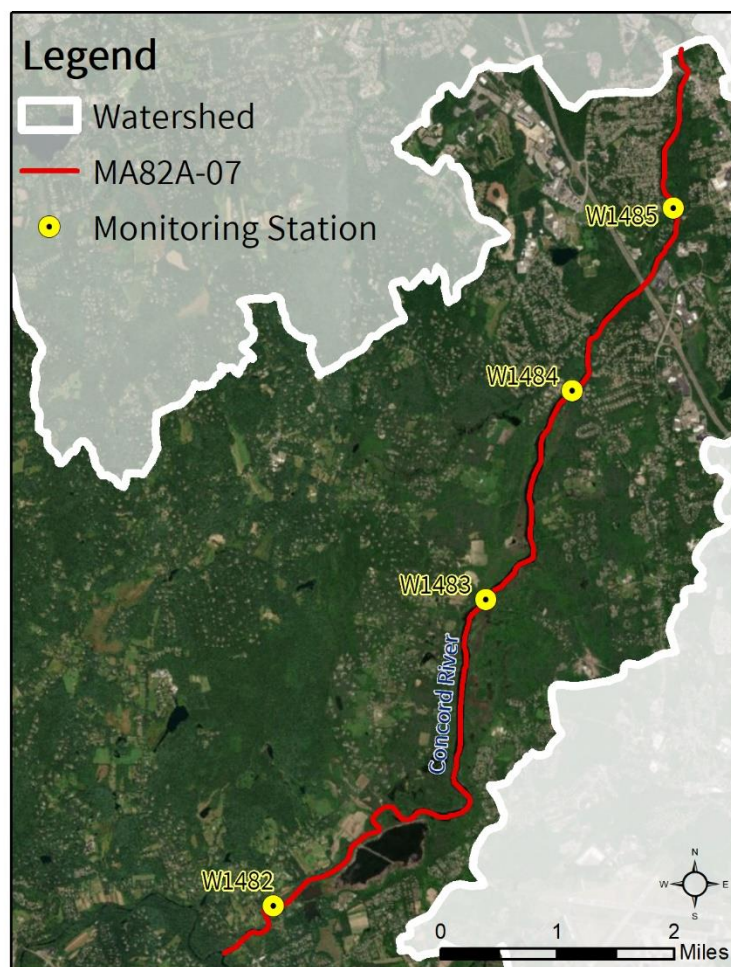 Legend
Watershed
MA82A-07
Monitoring Station
W1485
W1484
W1483
Concord River
W1482
N
W E
S
0 1 2
Miles